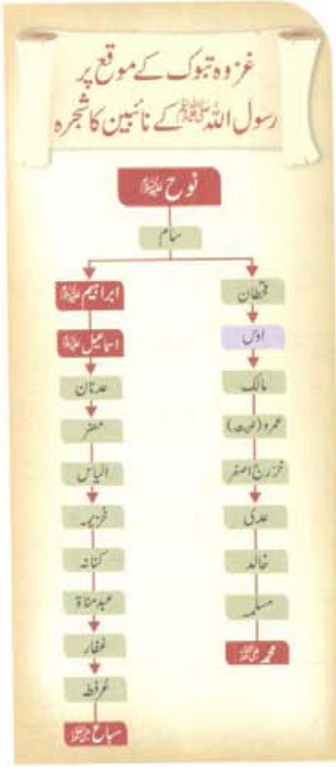 غزوہ تبوک کے موقع پر
رسول اللہ ﷺ کے نائبین کا شجرہ
نوح علیہ السلام
سام
قحطان
اوس
مالک
عمرو (نبیت)
خزرج اصغر
عدی
خالد
مسلمہ
محمد رضی اللہ عنہ
ابراہیم علیہ السلام
اسماعیل علیہ السلام
عدنان
مضر
الیاس
خزیمہ
کنانہ
عبد مناۃ
غفار
عُرفطہ
سباع رضی اللہ عنہ